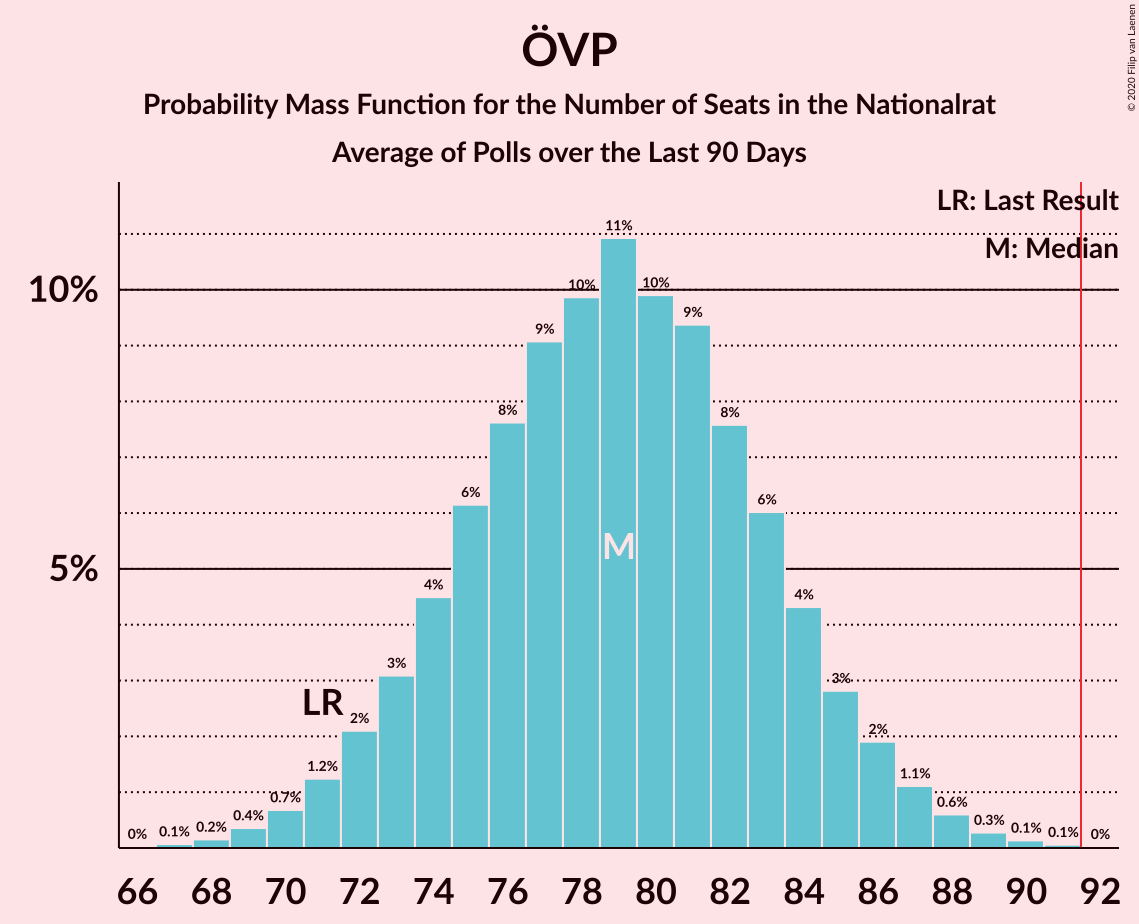 ÖVP
Probability Mass Function for the Number of Seats in the Nationalrat
Average of Polls over the Last 90 Days
© 2020 Filip van Laenen
LR: Last Result
M: Median
10%
5%
0% 0.1% 0.2% 0.4% 0.7% 1.2% 2% 3% 4% 6% 8% 9% 10% 11% 10% 9% 8% 6% 4% 3% 2% 1.1% 0.6% 0.3% 0.1% 0.1% 0%
LR
M
66 68 70 72 74 76 78 80 82 84 86 88 90 92